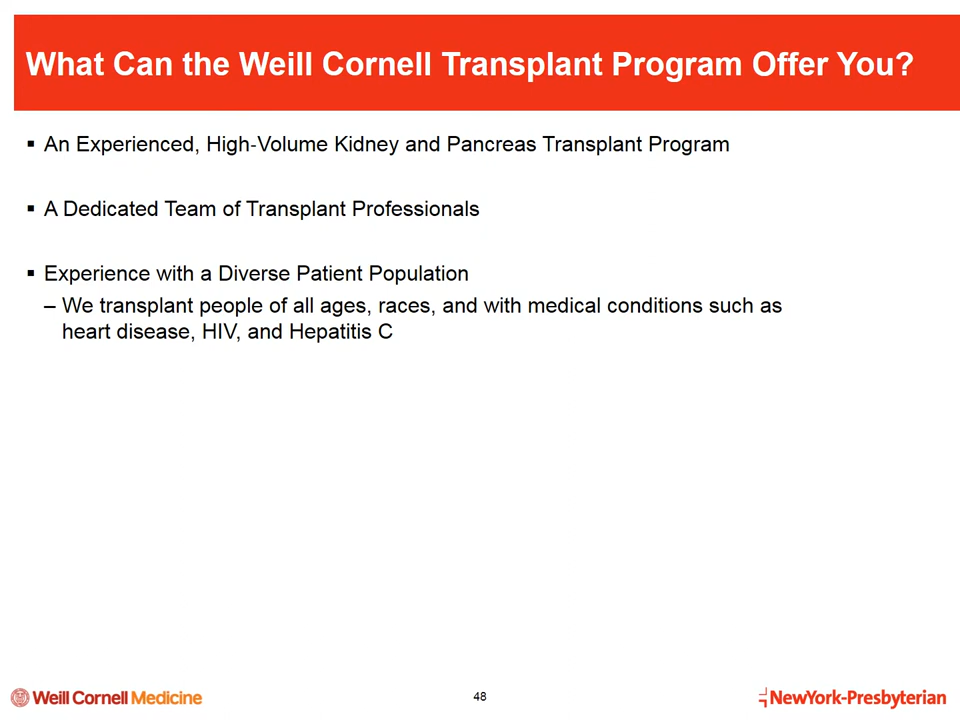 What Can the Weill Cornell Transplant Program Offer You?
▪ An Experienced, High-Volume Kidney and Pancreas Transplant Program
▪ A Dedicated Team of Transplant Professionals
▪ Experience with a Diverse Patient Population
– We transplant people of all ages, races, and with medical conditions such as
heart disease, HIV, and Hepatitis C
Weill Cornell Medicine
48
NewYork-Presbyterian